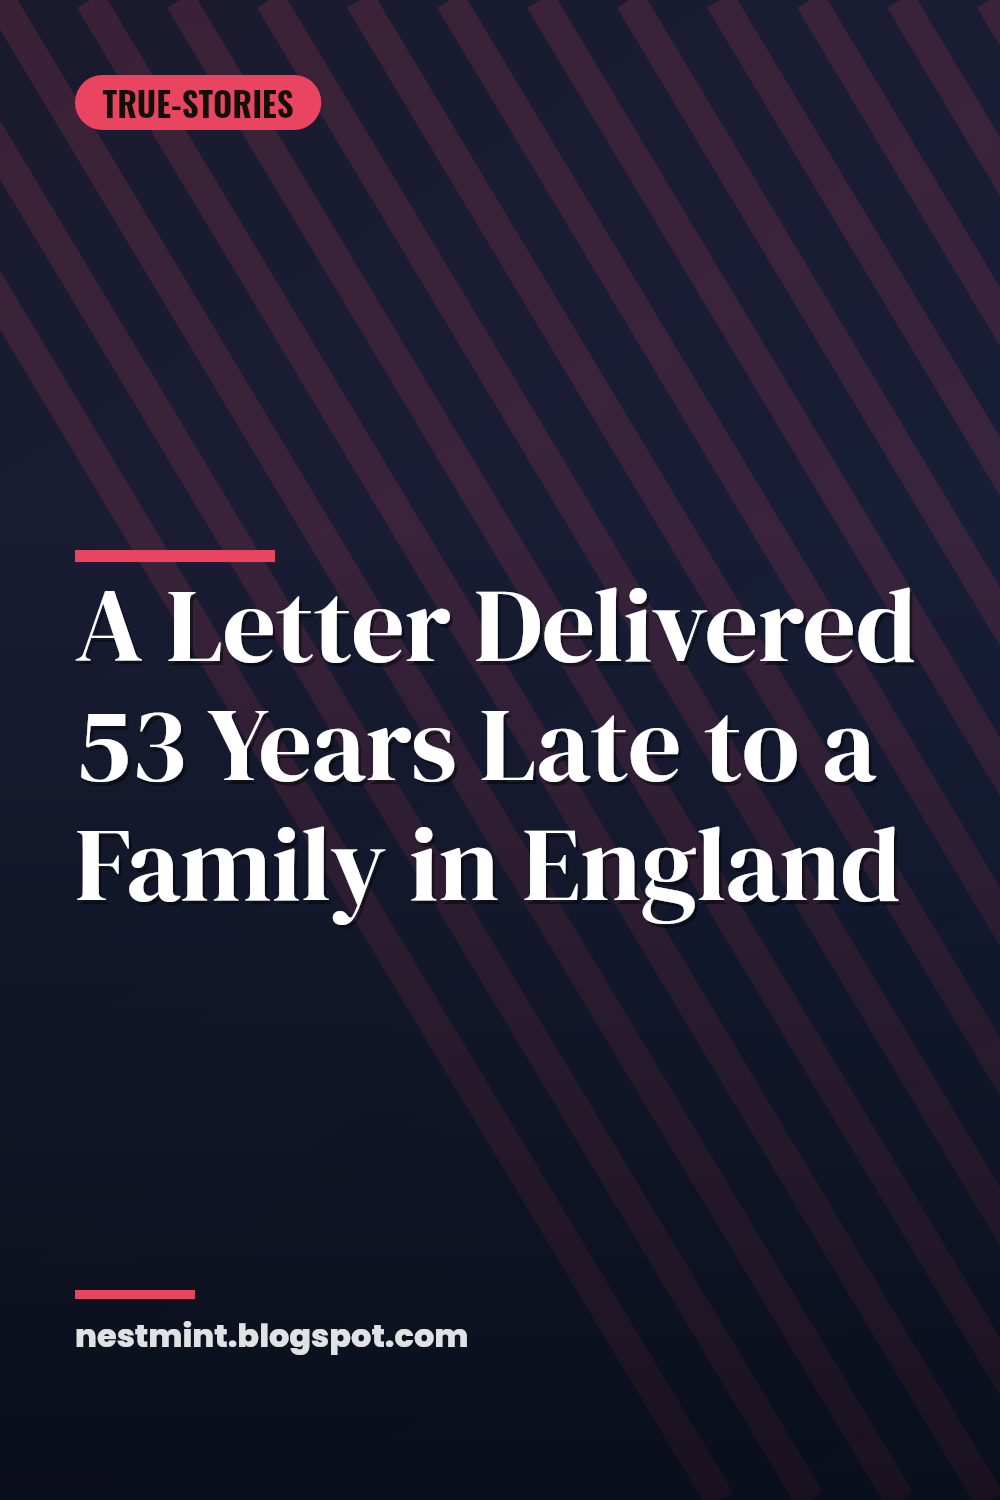 TRUE-STORIES
A Letter Delivered
53 Years Late to a
Family in England
nestmint.blogspot.com